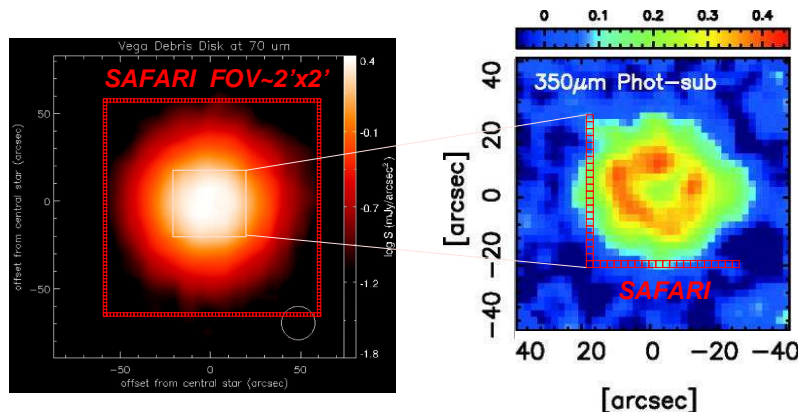 Vega Debris Disk at 70 um
SAFARI FOV~2'x2'
50
0
-50
offset from central star (arcsec)
-50
0
50
offset from central star (arcsec)
0.4
-0.1
-0.7
-1.2
-1.8
log S (mJy/arcsec²)
0 0.1 0.2 0.3 0.4
350µm Phot-sub
40
20
0
-20
-40
[arcsec]
SAFARI
40 20 0 -20 -40
[arcsec]